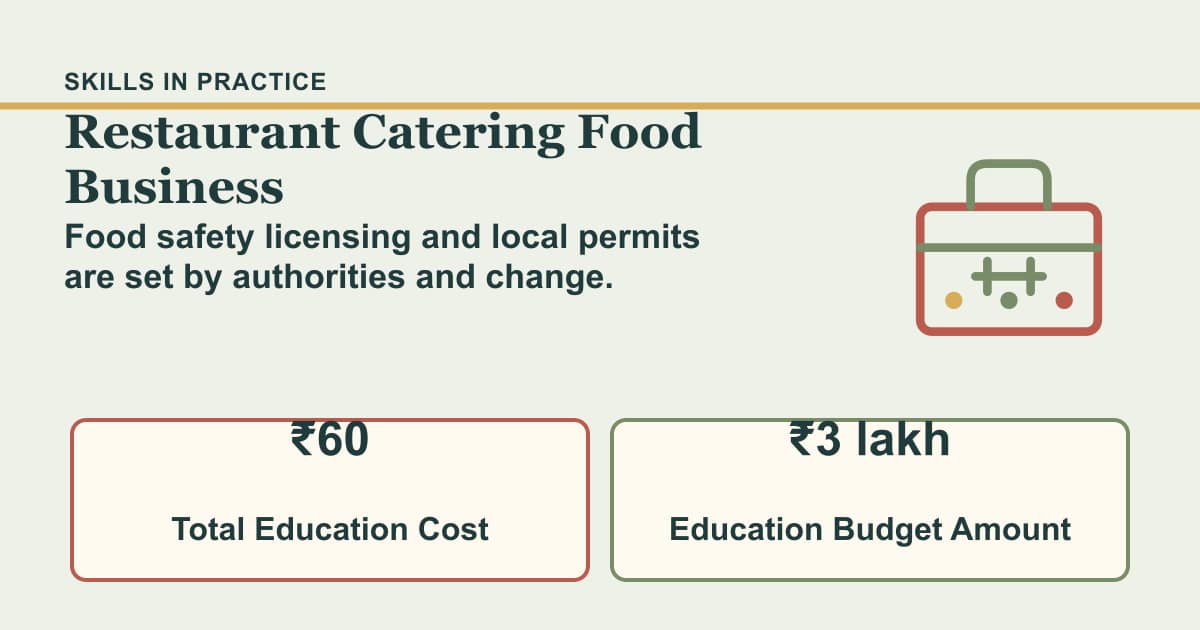 SKILLS IN PRACTICE
Restaurant Catering Food
Business
Food safety licensing and local permits
are set by authorities and change.
₹60
Total Education Cost
₹3 lakh
Education Budget Amount